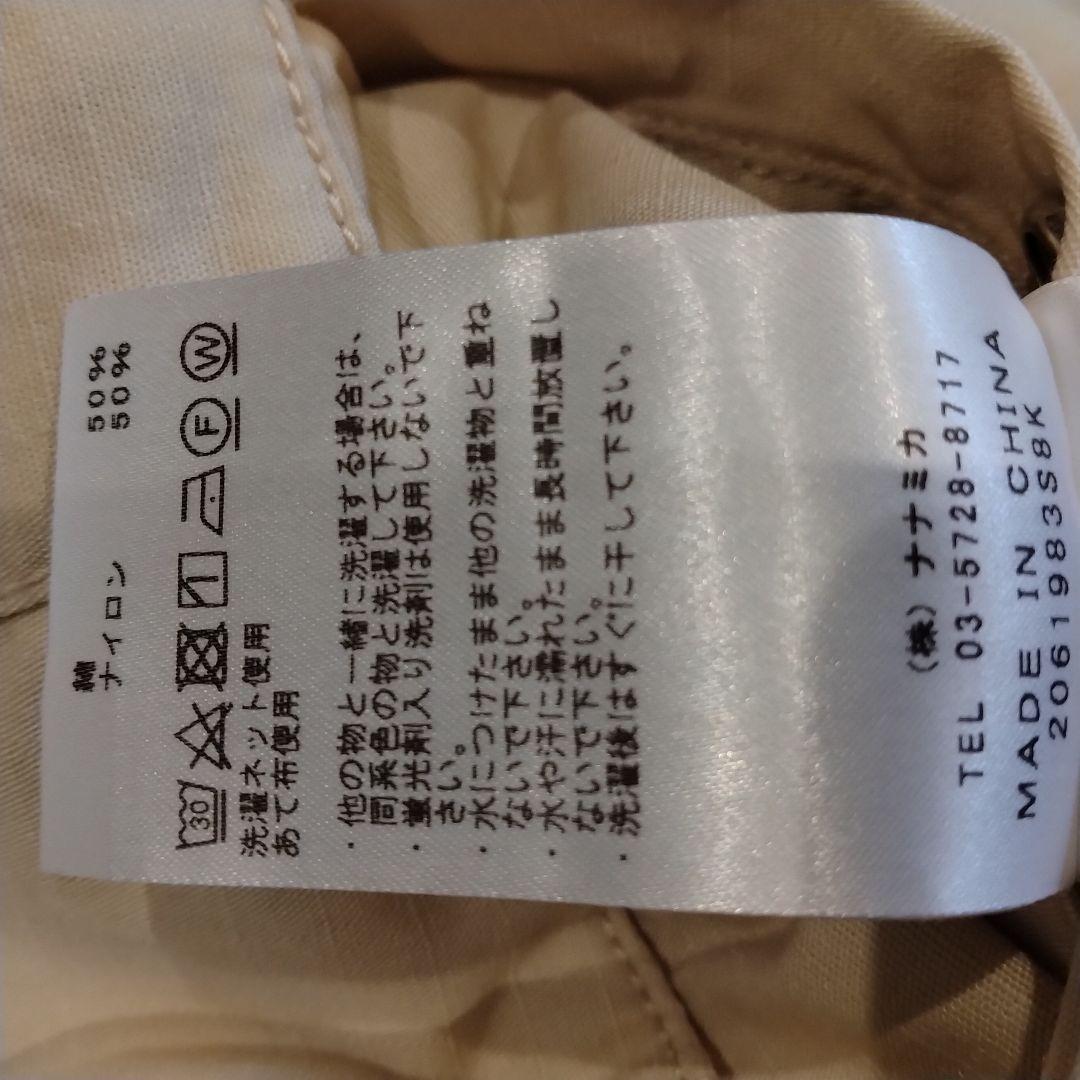 綿 50%
ナイロン 50%
30 F W
洗濯ネット使用
あて布使用
・他の物と一緒に洗濯する場合は、
同系色の物と洗濯して下さい。
・蛍光剤入り洗剤は使用しないで下
さい。
・水につけたまま他の洗濯物と重ね
ないで下さい。
・水や汗に濡れたまま長時間放置し
ないで下さい。
・洗濯後はすぐに干して下さい。
(株)ナナミカ
TEL 03-5728-8717
MADE IN CHINA
2061983S8K